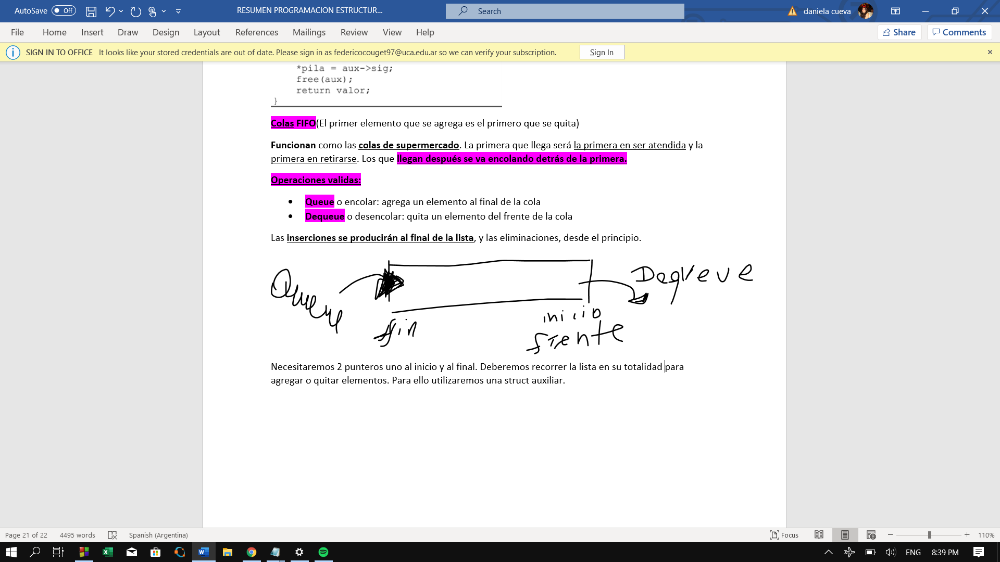 AutoSave Off RESUMEN PROGRAMACION ESTRUCTUR... Search daniela cueva
File Home Insert Draw Design Layout References Mailings Review View Help Share Comments
SIGN IN TO OFFICE It looks like your stored credentials are out of date. Please sign in as federicocouget97@uca.edu.ar so we can verify your subscription. Sign In
*pila = aux->sig;
free(aux);
return valor;
}
Colas FIFO(El primer elemento que se agrega es el primero que se quita)
Funcionan como las colas de supermercado. La primera que llega será la primera en ser atendida y la
primera en retirarse. Los que llegan después se va encolando detrás de la primera.
Operaciones validas:
• Queue o encolar: agrega un elemento al final de la cola
• Dequeue o desencolar: quita un elemento del frente de la cola
Las inserciones se producirán al final de la lista, y las eliminaciones, desde el principio.
Queue
Dequeue
fin
inicio
frente
Necesitaremos 2 punteros uno al inicio y al final. Deberemos recorrer la lista en su totalidad para
agregar o quitar elementos. Para ello utilizaremos una struct auxiliar.
Page 21 of 22 4495 words Spanish (Argentina) Focus 110%
ENG 8:39 PM